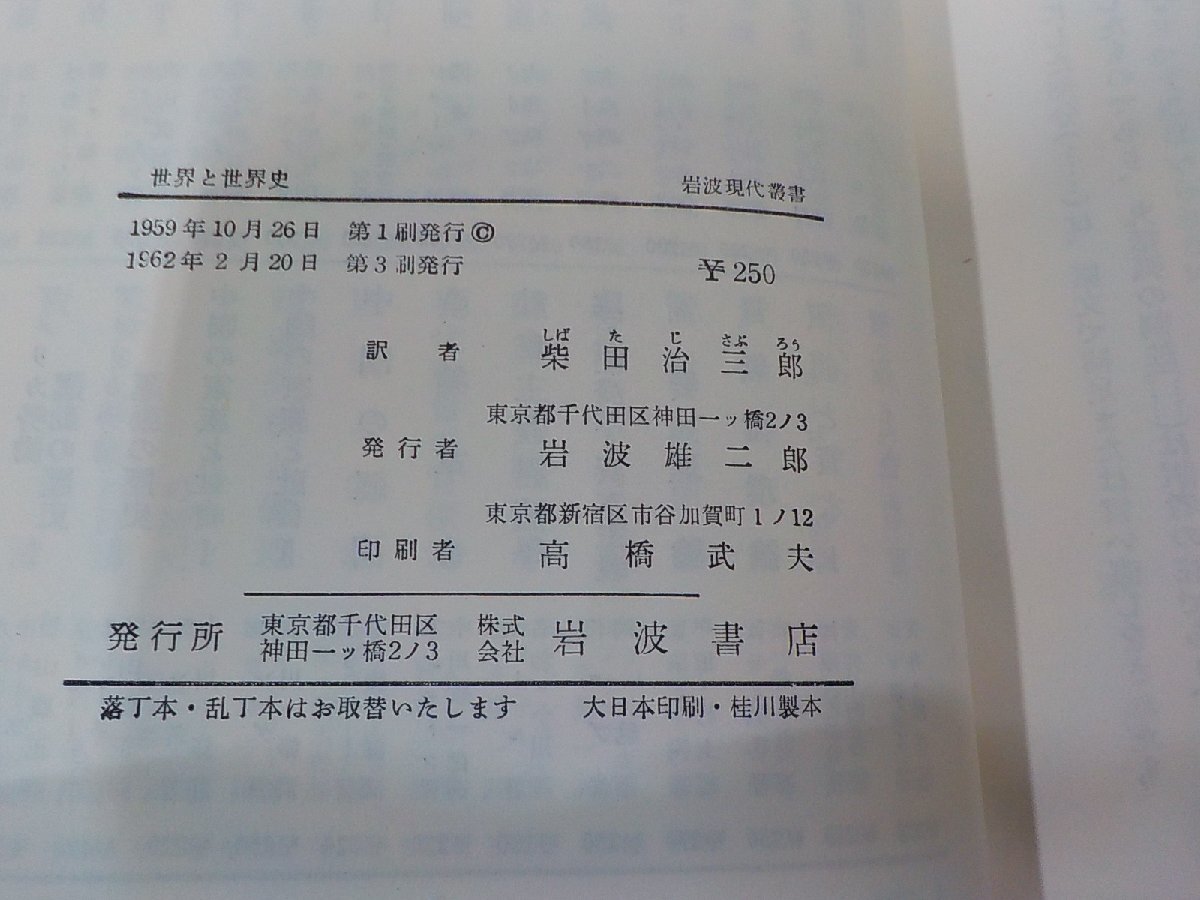 世界と世界史 岩波現代叢書
1959年10月26日 第1刷発行©
1962年2月20日 第3刷発行 ¥250
しば た じ さぶ ろう
訳者 柴田治三郎
東京都千代田区神田一ッ橋2ノ3
発行者 岩波雄二郎
東京都新宿区市谷加賀町1ノ12
印刷者 高橋武夫
発行所 東京都千代田区神田一ッ橋2ノ3 株式会社 岩波書店
落丁本・乱丁本はお取替いたします 大日本印刷・桂川製本